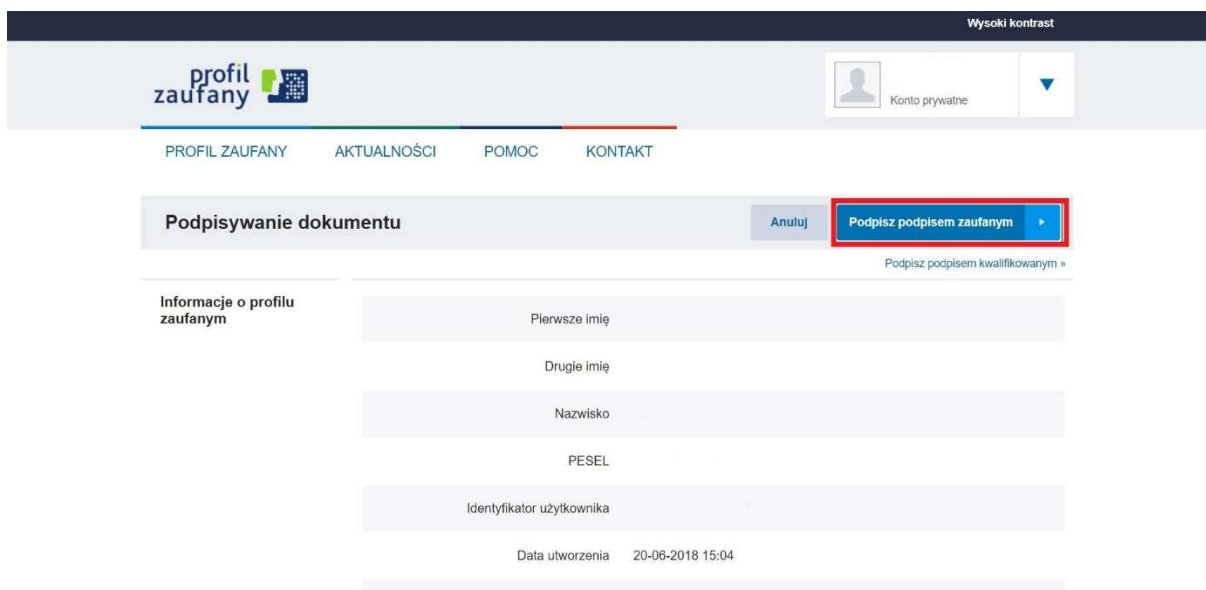 Wysoki kontrast
profil
zaufany
Konto prywatne
PROFIL ZAUFANY AKTUALNOŚCI POMOC KONTAKT
Podpisywanie dokumentu
Anuluj
Podpisz podpisem zaufanym
Podpisz podpisem kwalifikowanym »
Informacje o profilu
zaufanym
Pierwsze imię
Drugie imię
Nazwisko
PESEL
Identyfikator użytkownika
Data utworzenia 20-06-2018 15:04